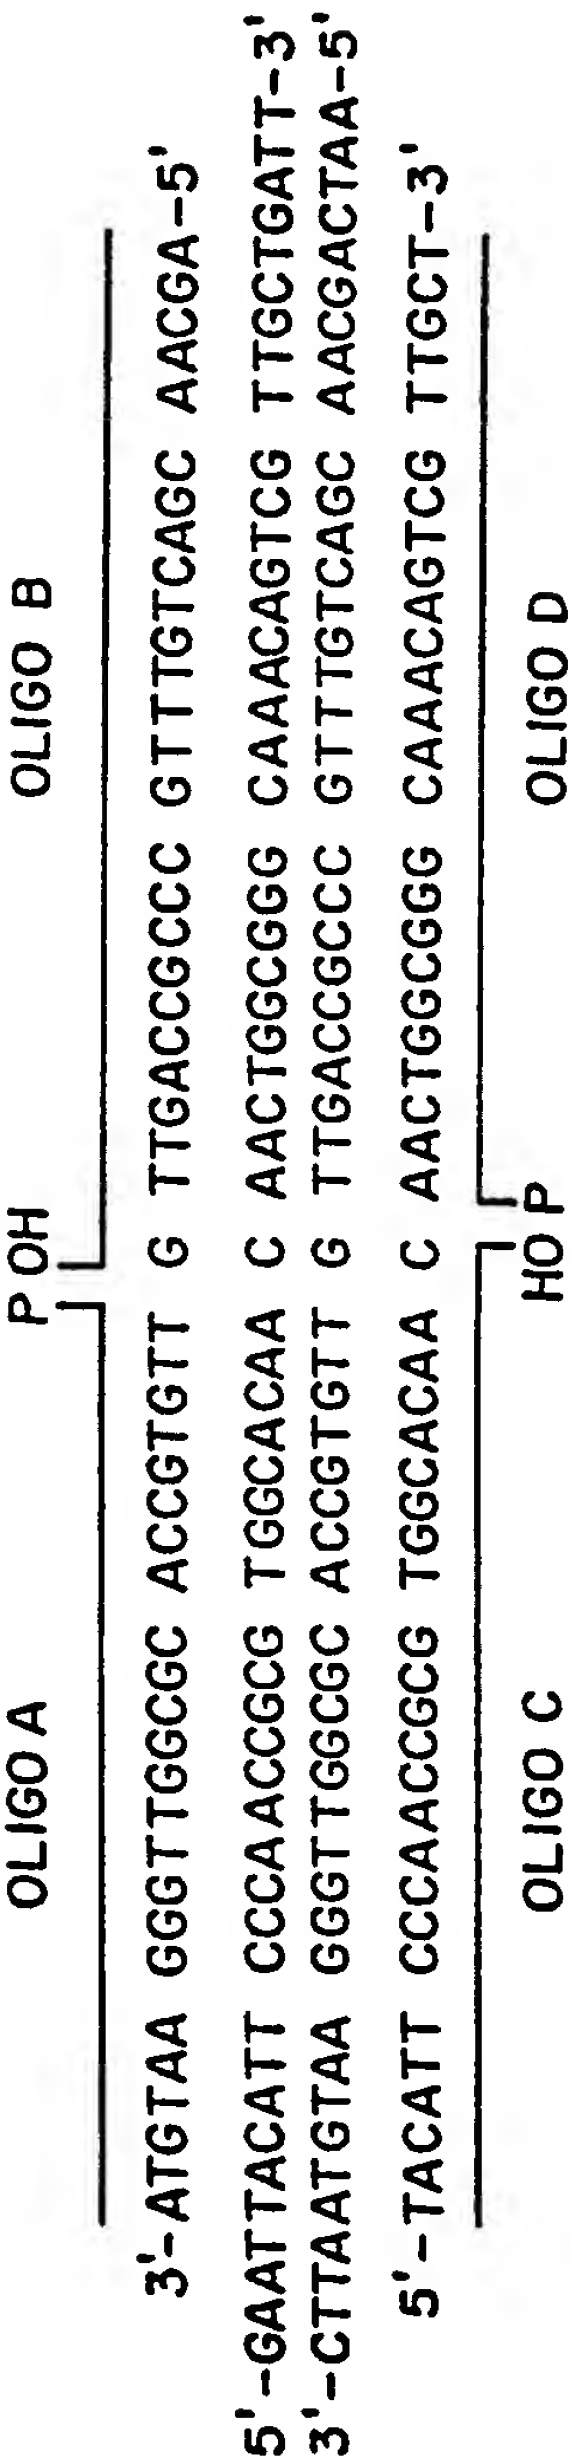 OLIGO A OLIGO B
P OH
3'-ATGTAA GGGTTGGCGC ACCGTGTT G TTGACCGCCC GTTTGTCAGC AACGA-5'
5'-GAATTACATT CCCAACCGCG TGGCACAA C AACTGGCGGG CAAACAGTCG TTGCTGATT-3'
3'-CTTAATGTAA GGGTTGGCGC ACCGTGTT G TTGACCGCCC GTTTGTCAGC AACGACTAA-5'
5'-TACATT CCCAACCGCG TGGCACAA C AACTGGCGGG CAAACAGTCG TTGCT-3'
HO P
OLIGO C OLIGO D